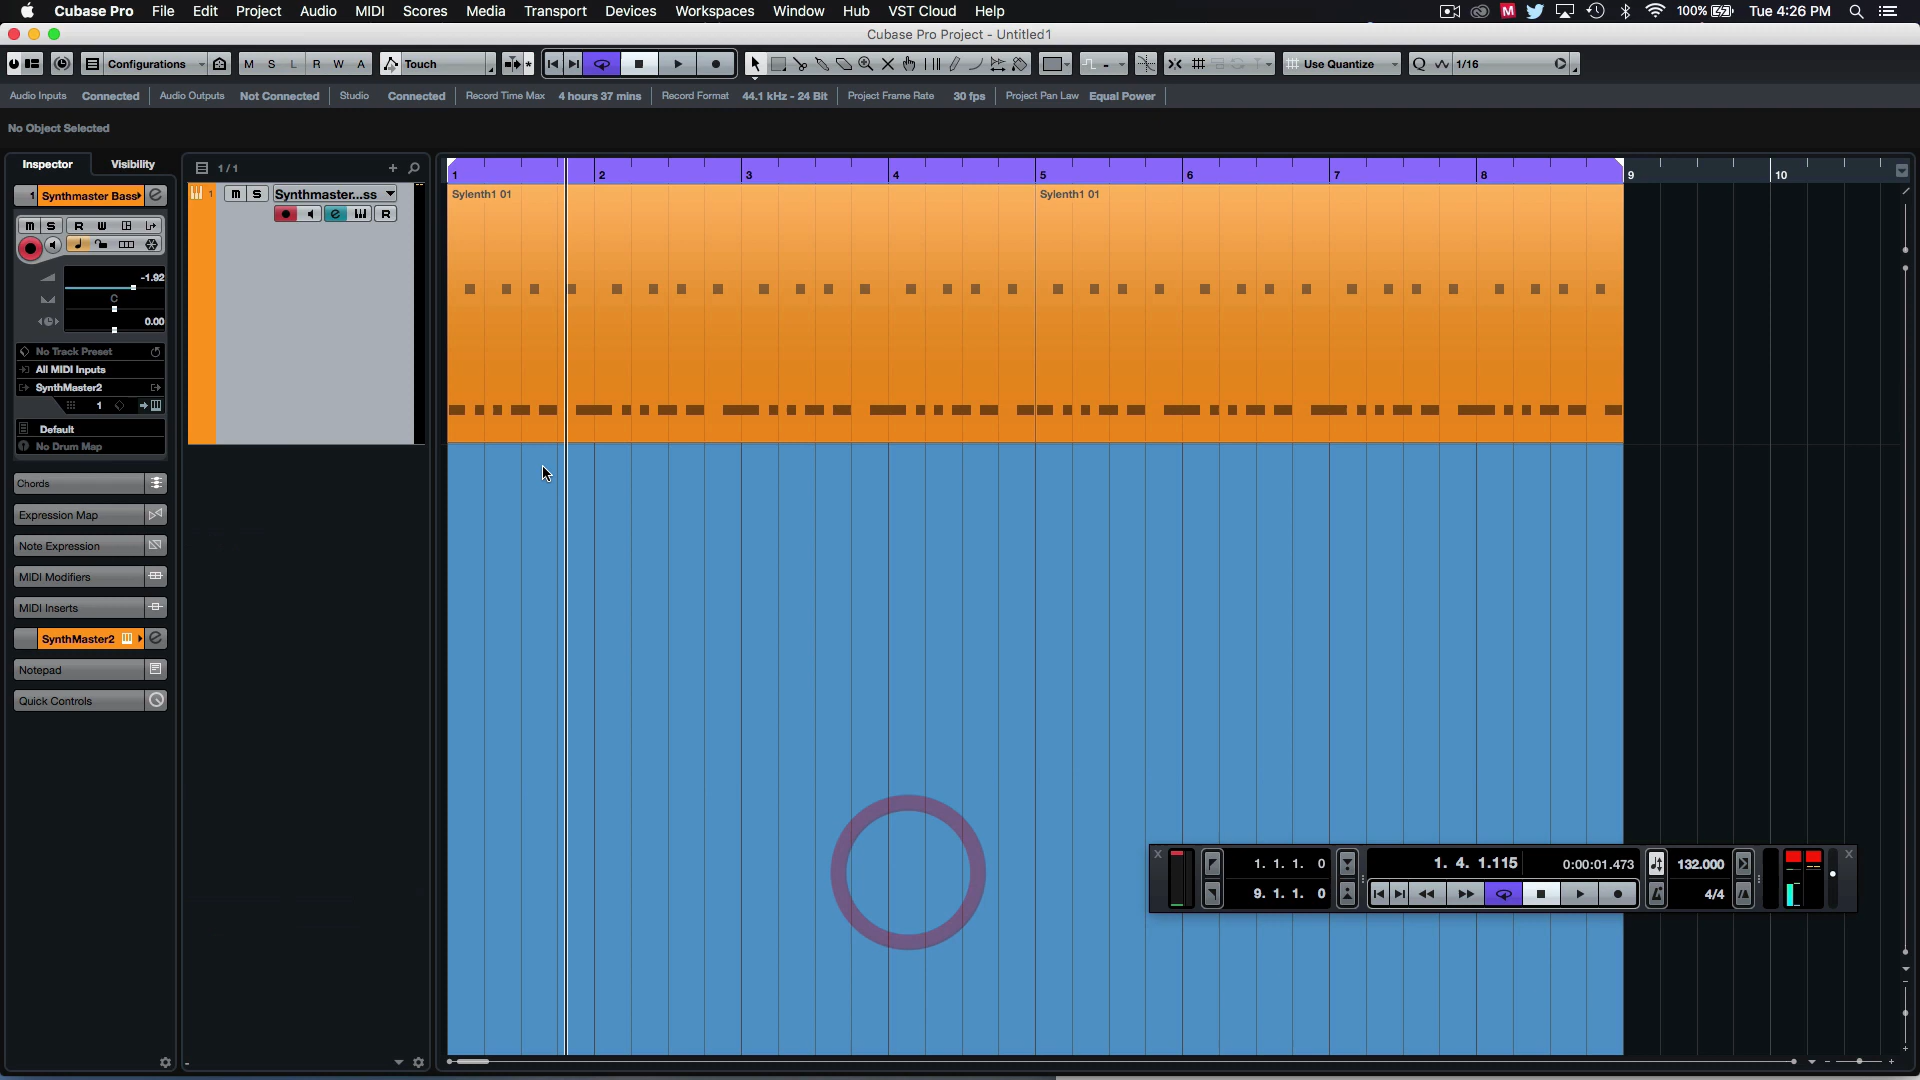 Cubase Pro File Edit Project Audio MIDI Scores Media Transport Devices Workspaces Window Hub VST Cloud Help 100% Tue 4:26 PM
Cubase Pro Project - Untitled1
Configurations M S L R W A Touch Use Quantize Q 1/16
Audio Inputs Connected Audio Outputs Not Connected Studio Connected Record Time Max 4 hours 37 mins Record Format 44.1 kHz - 24 Bit Project Frame Rate 30 fps Project Pan Law Equal Power
No Object Selected
Inspector Visibility 1/1
1 2 3 4 5 6 7 8 9 10
1 Synthmaster Bass 1 m S Synthmaster...ss Sylenth1 01 Sylenth1 01
R
m S R W
-1.92
C
0.00
No Track Preset
All MIDI Inputs
SynthMaster2
1
Default
No Drum Map
Chords
Expression Map
Note Expression
MIDI Modifiers
MIDI Inserts
SynthMaster2
Notepad
Quick Controls
1. 1. 1. 0 1. 4. 1.115 0:00:01.473 132.000
9. 1. 1. 0 4/4